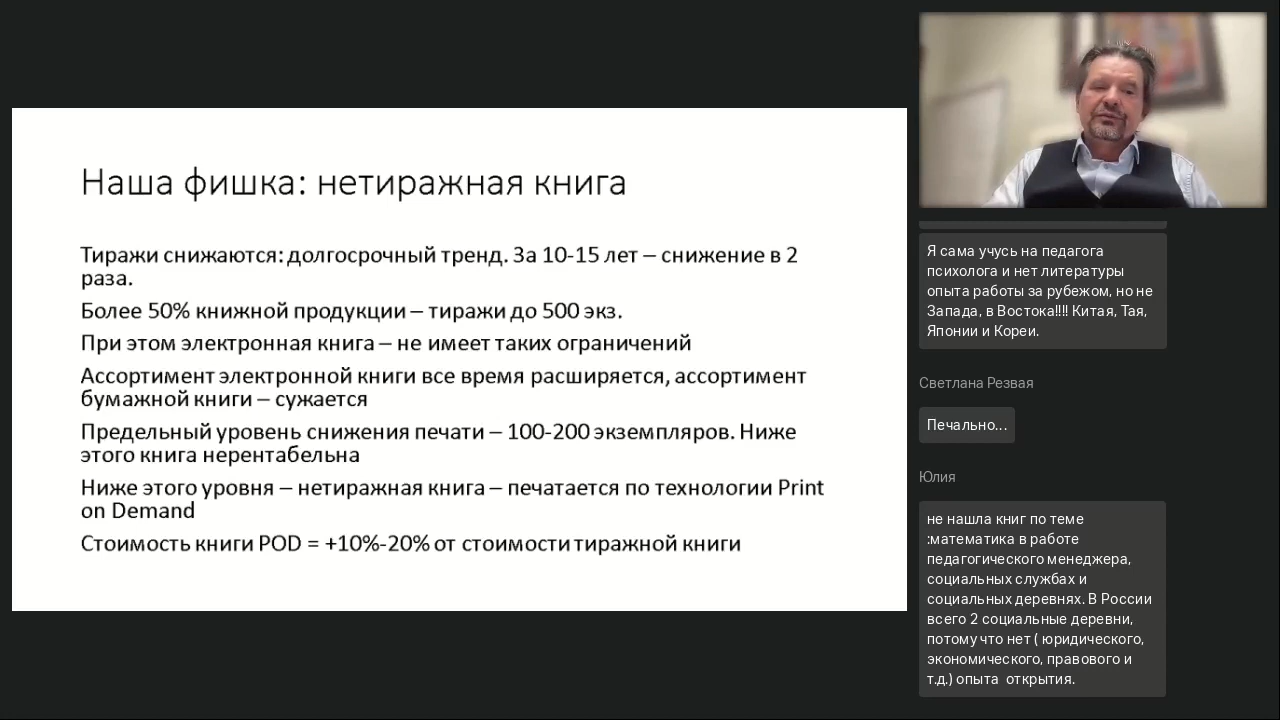 Наша фишка: нетиражная книга
Тиражи снижаются: долгосрочный тренд. За 10-15 лет – снижение в 2
раза.
Более 50% книжной продукции – тиражи до 500 экз.
При этом электронная книга – не имеет таких ограничений
Ассортимент электронной книги все время расширяется, ассортимент
бумажной книги – сужается
Предельный уровень снижения печати – 100-200 экземпляров. Ниже
этого книга нерентабельна
Ниже этого уровня – нетиражная книга – печатается по технологии Print
on Demand
Стоимость книги POD = +10%-20% от стоимости тиражной книги
Я сама учусь на педагога
психолога и нет литературы
опыта работы за рубежом, но не
Запада, в Востока!!!! Китая, Тая,
Японии и Кореи.
Светлана Резвая
Печально...
Юлия
не нашла книг по теме
:математика в работе
педагогического менеджера,
социальных службах и
социальных деревнях. В России
всего 2 социальные деревни,
потому что нет ( юридического,
экономического, правового и
т.д.) опыта открытия.